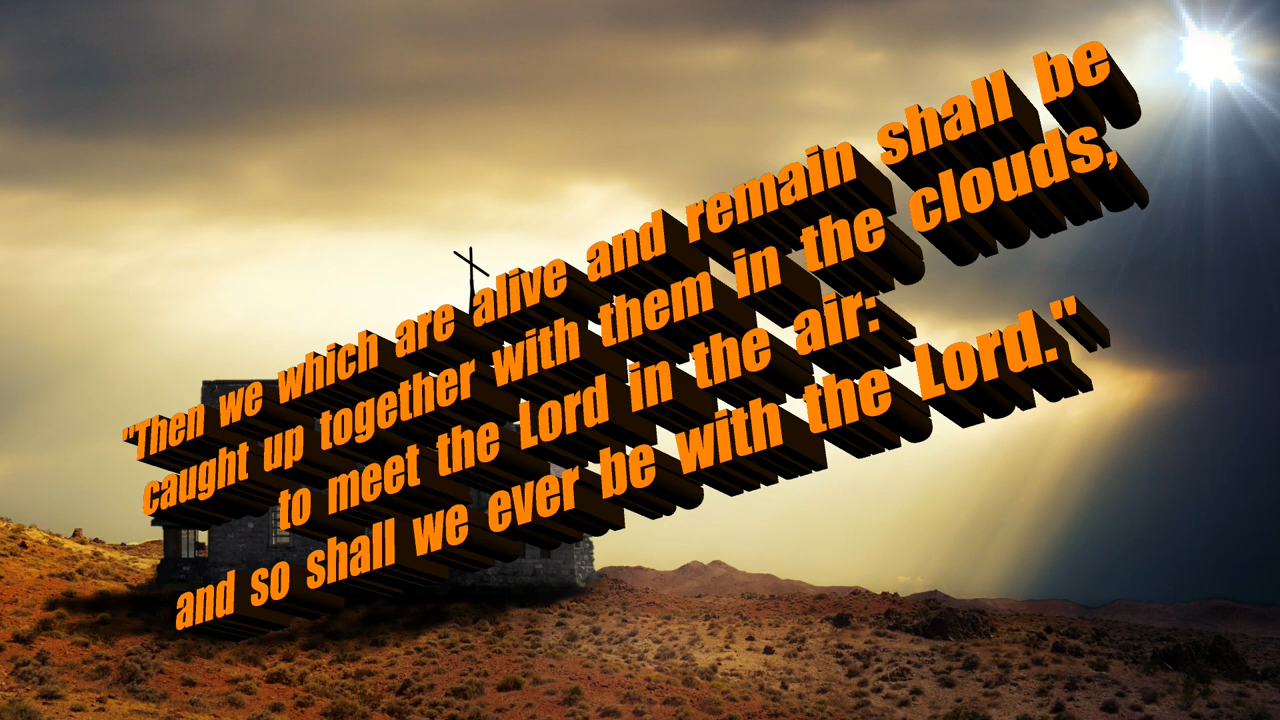 "Then we which are alive and remain shall be
caught up together with them in the clouds,
to meet the Lord in the air:
and so shall we ever be with the Lord."